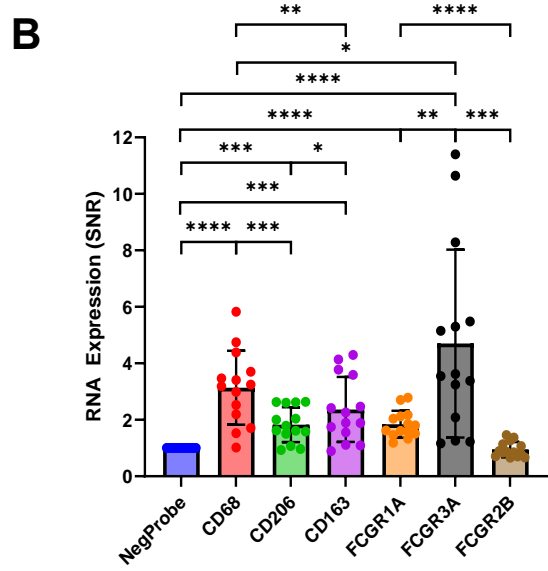 B
** ****
*
****
**** ** ***
*** *
***
**** ***
12
10
8
6
4
2
0
RNA Expression (SNR)
NegProbe
CD68
CD206
CD163
FCGR1A
FCGR3A
FCGR2B